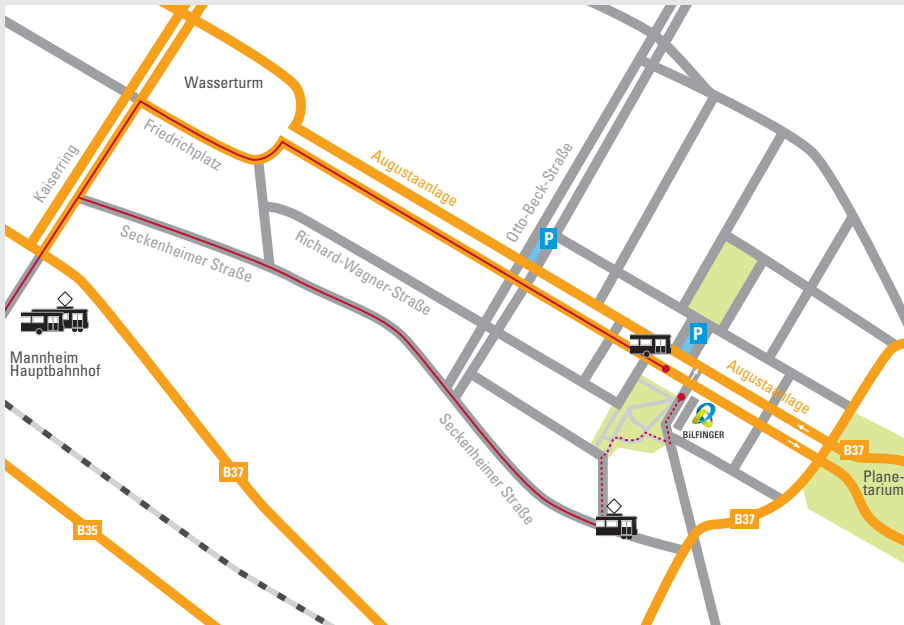 Wasserturm
Kaiserring
Friedrichplatz
Augustaanlage
Otto-Beck-Straße
P
Seckenheimer Straße
Richard-Wagner-Straße
Mannheim
Hauptbahnhof
P
Augustaanlage
BILFINGER
Seckenheimer Straße
B37
B37
Plane-
tarium
B35
B37